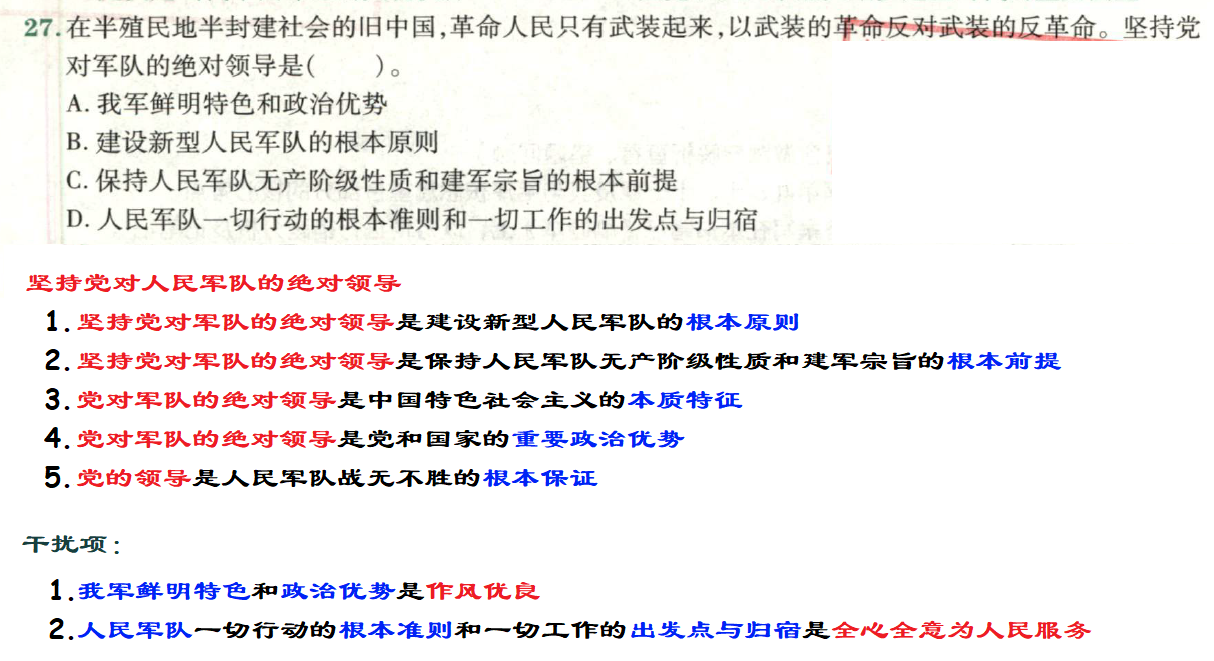 27. 在半殖民地半封建社会的旧中国,革命人民只有武装起来,以武装的革命反对武装的反革命。坚持党
对军队的绝对领导是(  )。
A. 我军鲜明特色和政治优势
B. 建设新型人民军队的根本原则
C. 保持人民军队无产阶级性质和建军宗旨的根本前提
D. 人民军队一切行动的根本准则和一切工作的出发点与归宿
坚持党对人民军队的绝对领导
1. 坚持党对军队的绝对领导是建设新型人民军队的根本原则
2. 坚持党对军队的绝对领导是保持人民军队无产阶级性质和建军宗旨的根本前提
3. 党对军队的绝对领导是中国特色社会主义的本质特征
4. 党对军队的绝对领导是党和国家的重要政治优势
5. 党的领导是人民军队战无不胜的根本保证
干扰项:
1. 我军鲜明特色和政治优势是作风优良
2. 人民军队一切行动的根本准则和一切工作的出发点与归宿是全心全意为人民服务